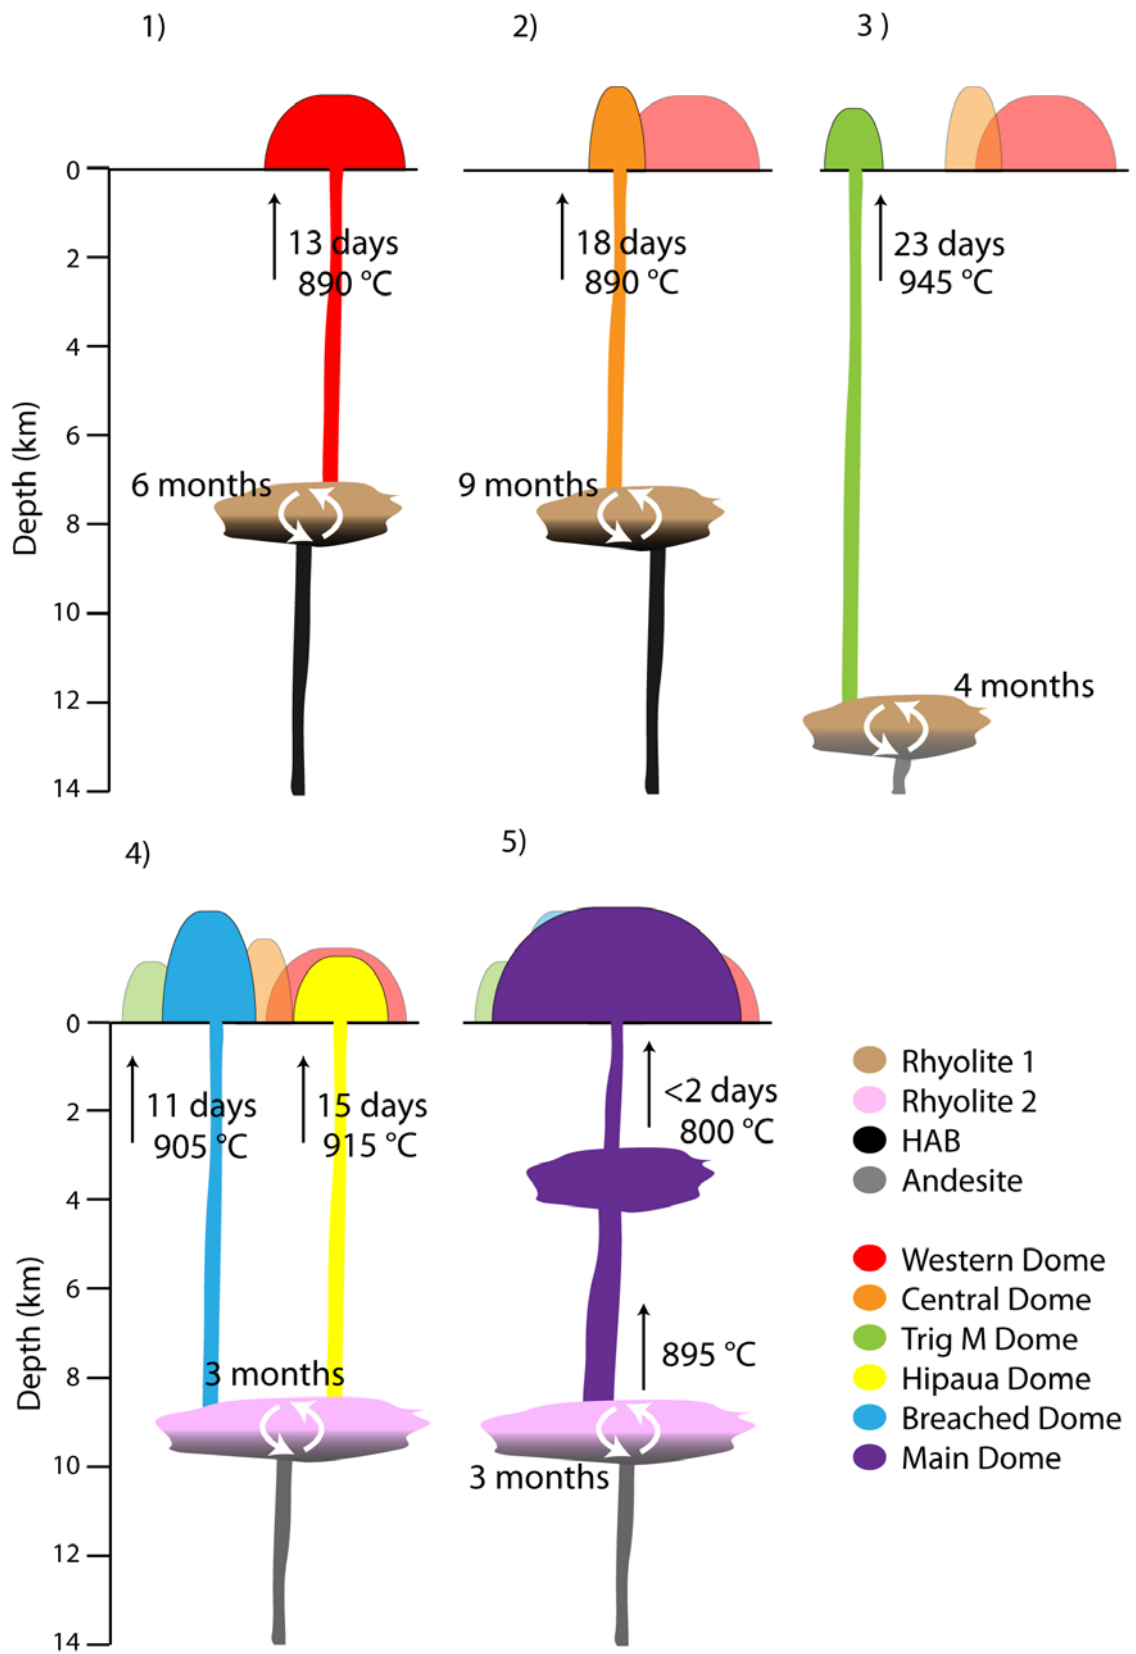 1)
2)
3 )
0
2
4
6
8
10
12
14
Depth (km)
13 days
890 °C
6 months
18 days
890 °C
9 months
23 days
945 °C
4 months
4)
5)
0
2
4
6
8
10
12
14
Depth (km)
11 days
905 °C
15 days
915 °C
3 months
<2 days
800 °C
895 °C
3 months
Rhyolite 1
Rhyolite 2
HAB
Andesite
Western Dome
Central Dome
Trig M Dome
Hipaua Dome
Breached Dome
Main Dome